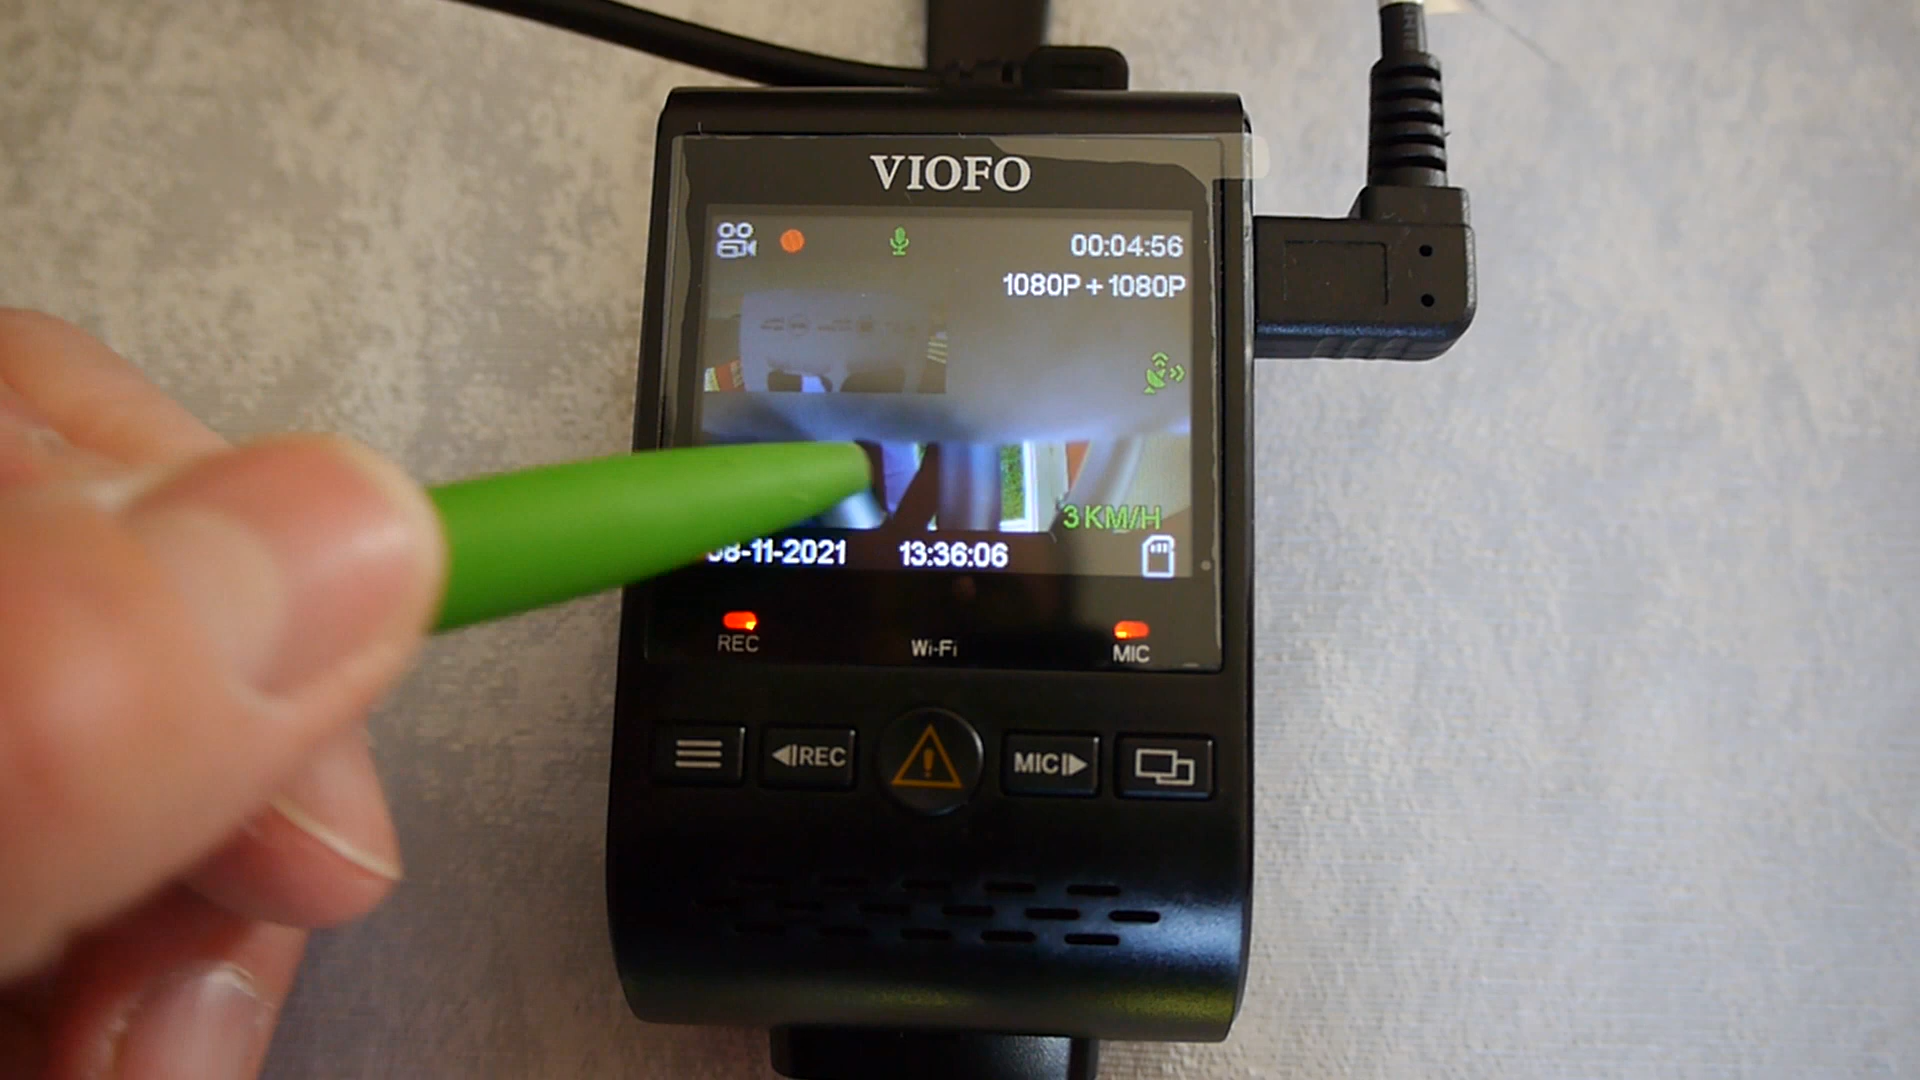 VIOFO
00:04:56
1080P + 1080P
3 KM/H
08-11-2021 13:36:06
REC Wi-Fi MIC
REC MIC